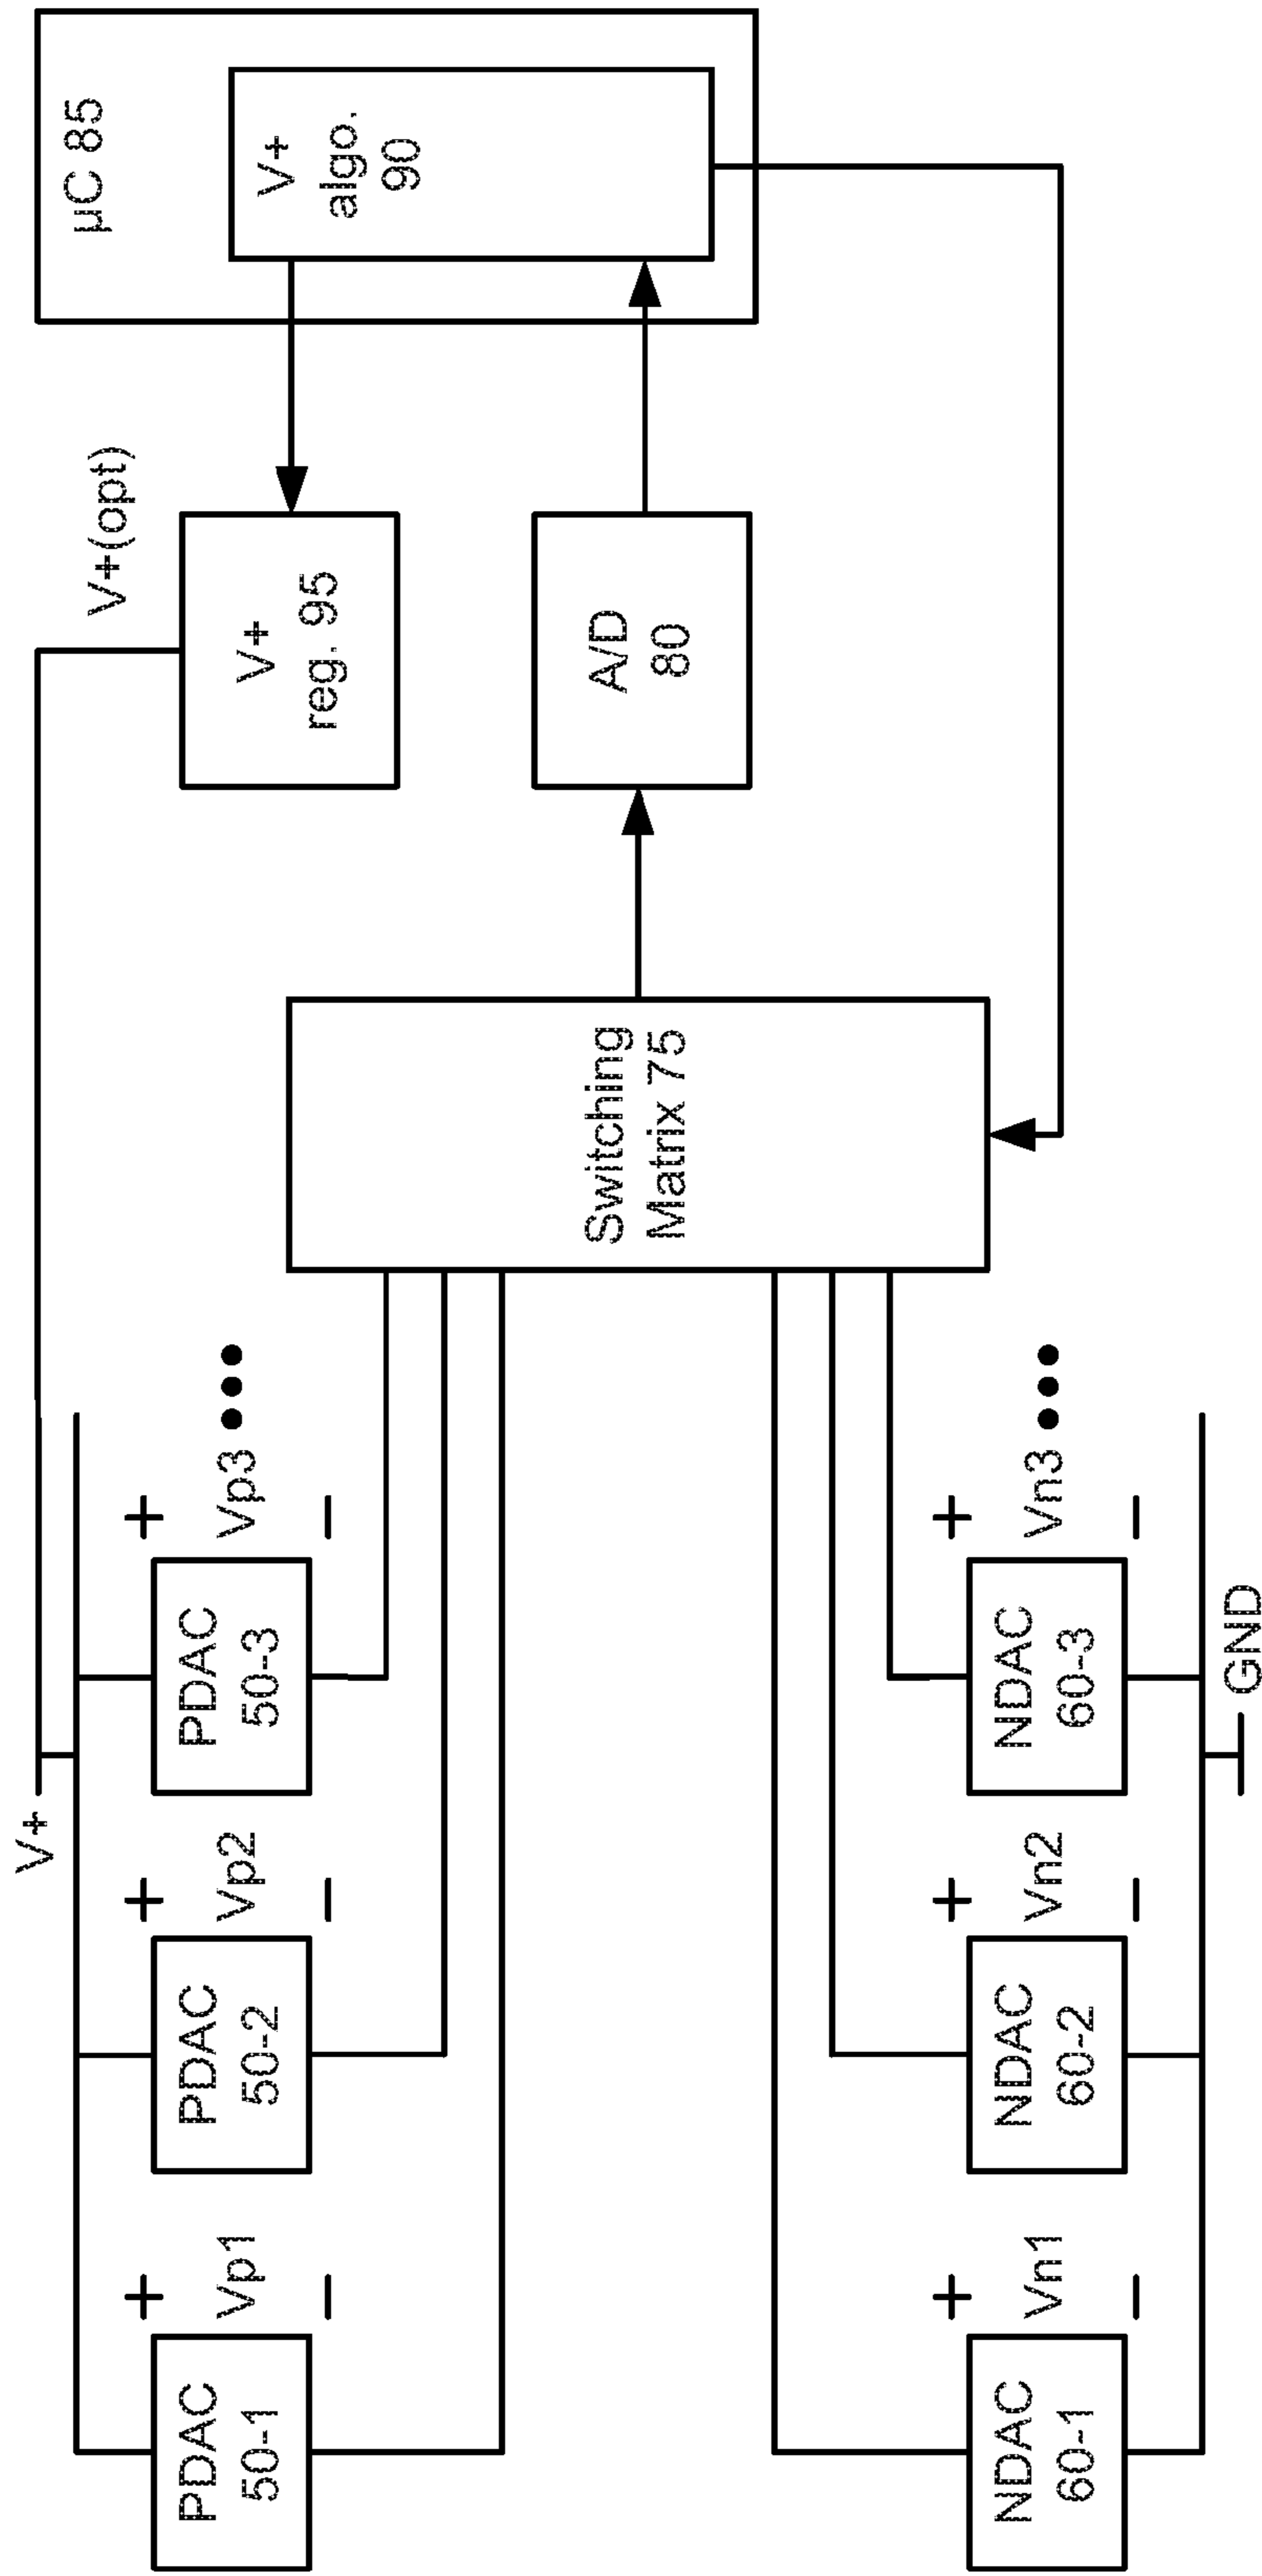 V+
V+(opt)
µC 85
PDAC
50-1
+
Vp1
−
PDAC
50-2
+
Vp2
−
PDAC
50-3
+
Vp3
−
•••
V+
reg. 95
V+
algo.
90
Switching
Matrix 75
A/D
80
NDAC
60-1
+
Vn1
−
NDAC
60-2
+
Vn2
−
NDAC
60-3
+
Vn3
−
•••
GND